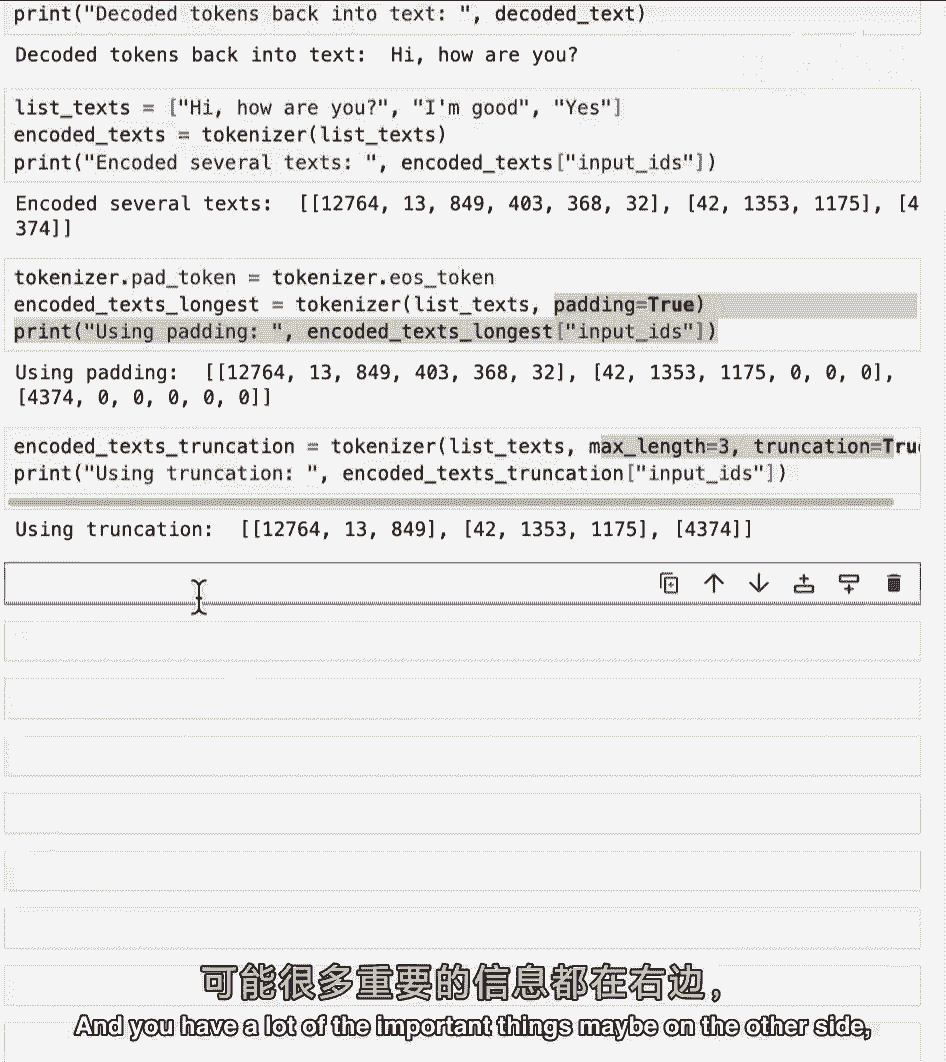 print("Decoded tokens back into text: ", decoded_text)
Decoded tokens back into text:  Hi, how are you?
list_texts = ["Hi, how are you?", "I'm good", "Yes"]
encoded_texts = tokenizer(list_texts)
print("Encoded several texts: ", encoded_texts["input_ids"])
Encoded several texts:  [[12764, 13, 849, 403, 368, 32], [42, 1353, 1175], [4
374]]
tokenizer.pad_token = tokenizer.eos_token
encoded_texts_longest = tokenizer(list_texts, padding=True)
print("Using padding: ", encoded_texts_longest["input_ids"])
Using padding:  [[12764, 13, 849, 403, 368, 32], [42, 1353, 1175, 0, 0, 0],
[4374, 0, 0, 0, 0, 0]]
encoded_texts_truncation = tokenizer(list_texts, max_length=3, truncation=True
print("Using truncation: ", encoded_texts_truncation["input_ids"])
Using truncation:  [[12764, 13, 849], [42, 1353, 1175], [4374]]
可能很多重要的信息都在右边，
And you have a lot of the important things maybe on the other side,